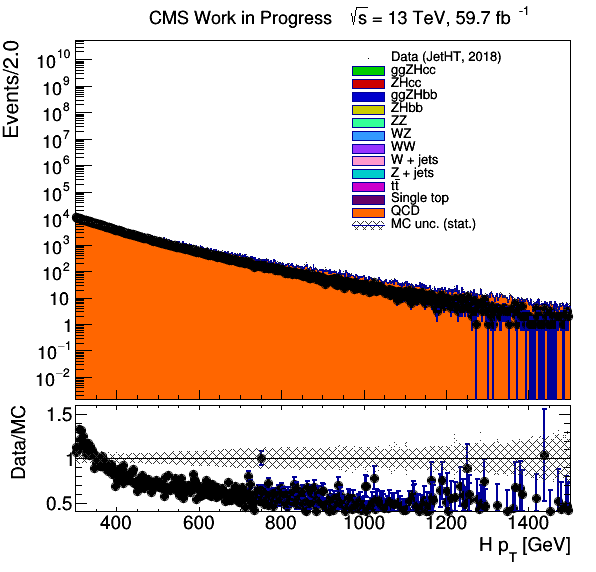 CMS Work in Progress √s = 13 TeV, 59.7 fb⁻¹
Events/2.0
Data (JetHT, 2018)
ggZHcc
ZHcc
ggZHbb
ZHbb
ZZ
WZ
WW
W + jets
Z + jets
tt̄
Single top
QCD
MC unc. (stat.)
10¹⁰
10⁹
10⁸
10⁷
10⁶
10⁵
10⁴
10³
10²
10
1
10⁻¹
10⁻²
Data/MC
1.5
1
0.5
400 600 800 1000 1200 1400
H p_T [GeV]